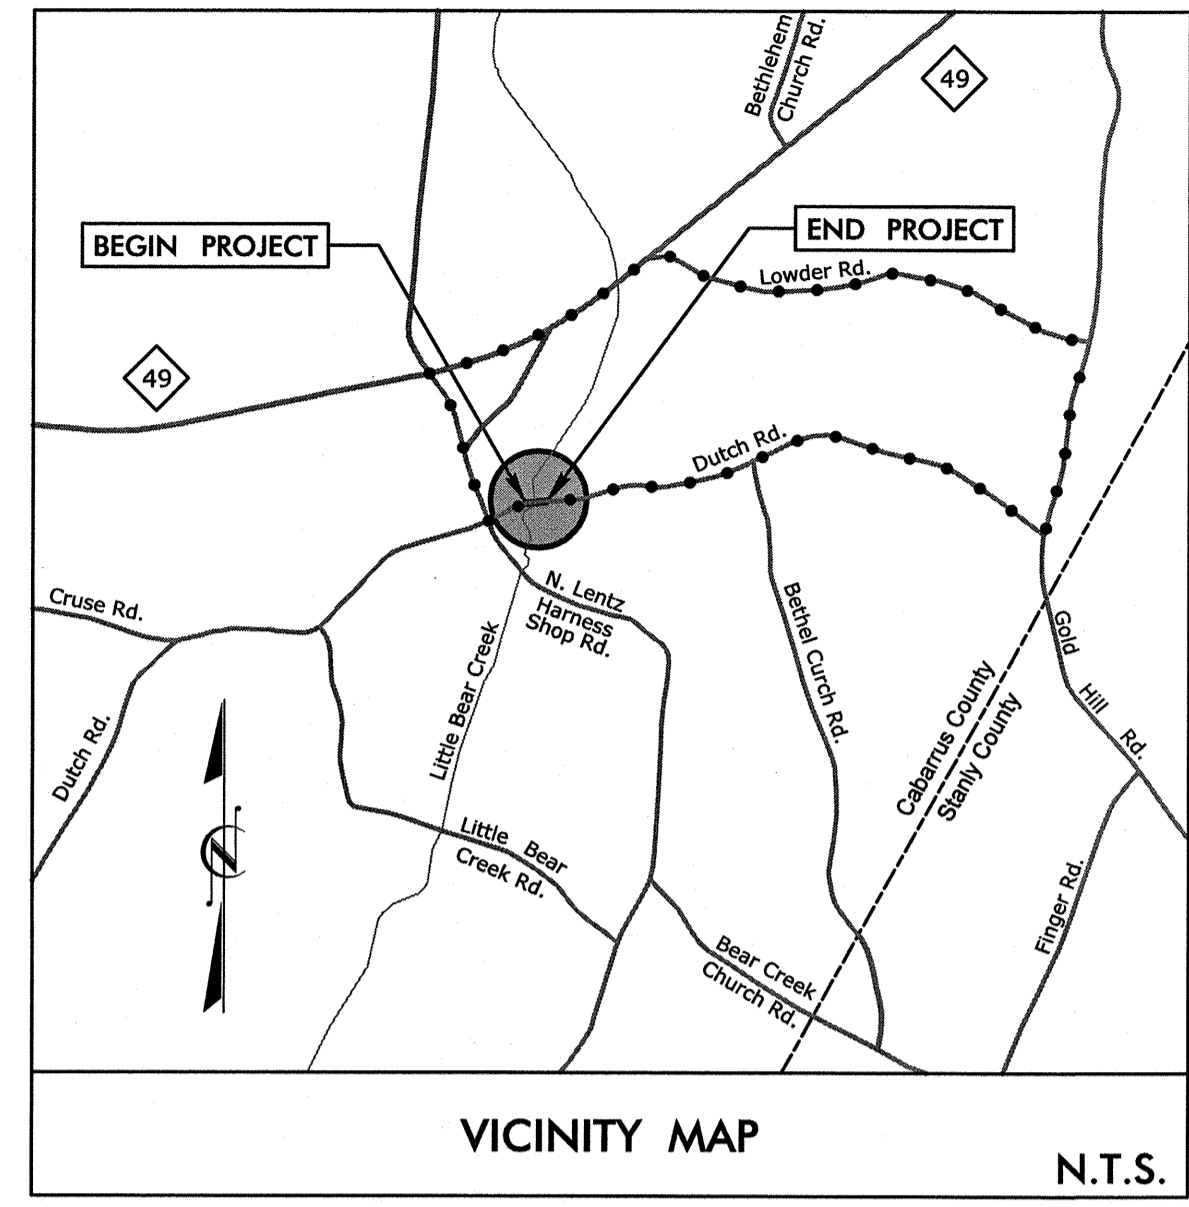 Bethlehem
Church Rd.
49
BEGIN PROJECT
END PROJECT
Lowder Rd.
49
Dutch Rd.
Cruse Rd.
N. Lentz
Harness
Shop Rd.
Bethel Curch Rd.
Gold Hill Rd.
Little Bear Creek
Dutch Rd.
Cabarrus County
Stanly County
Little Bear
Creek Rd.
Finger Rd.
Bear Creek
Church Rd.
N
VICINITY MAP
N.T.S.